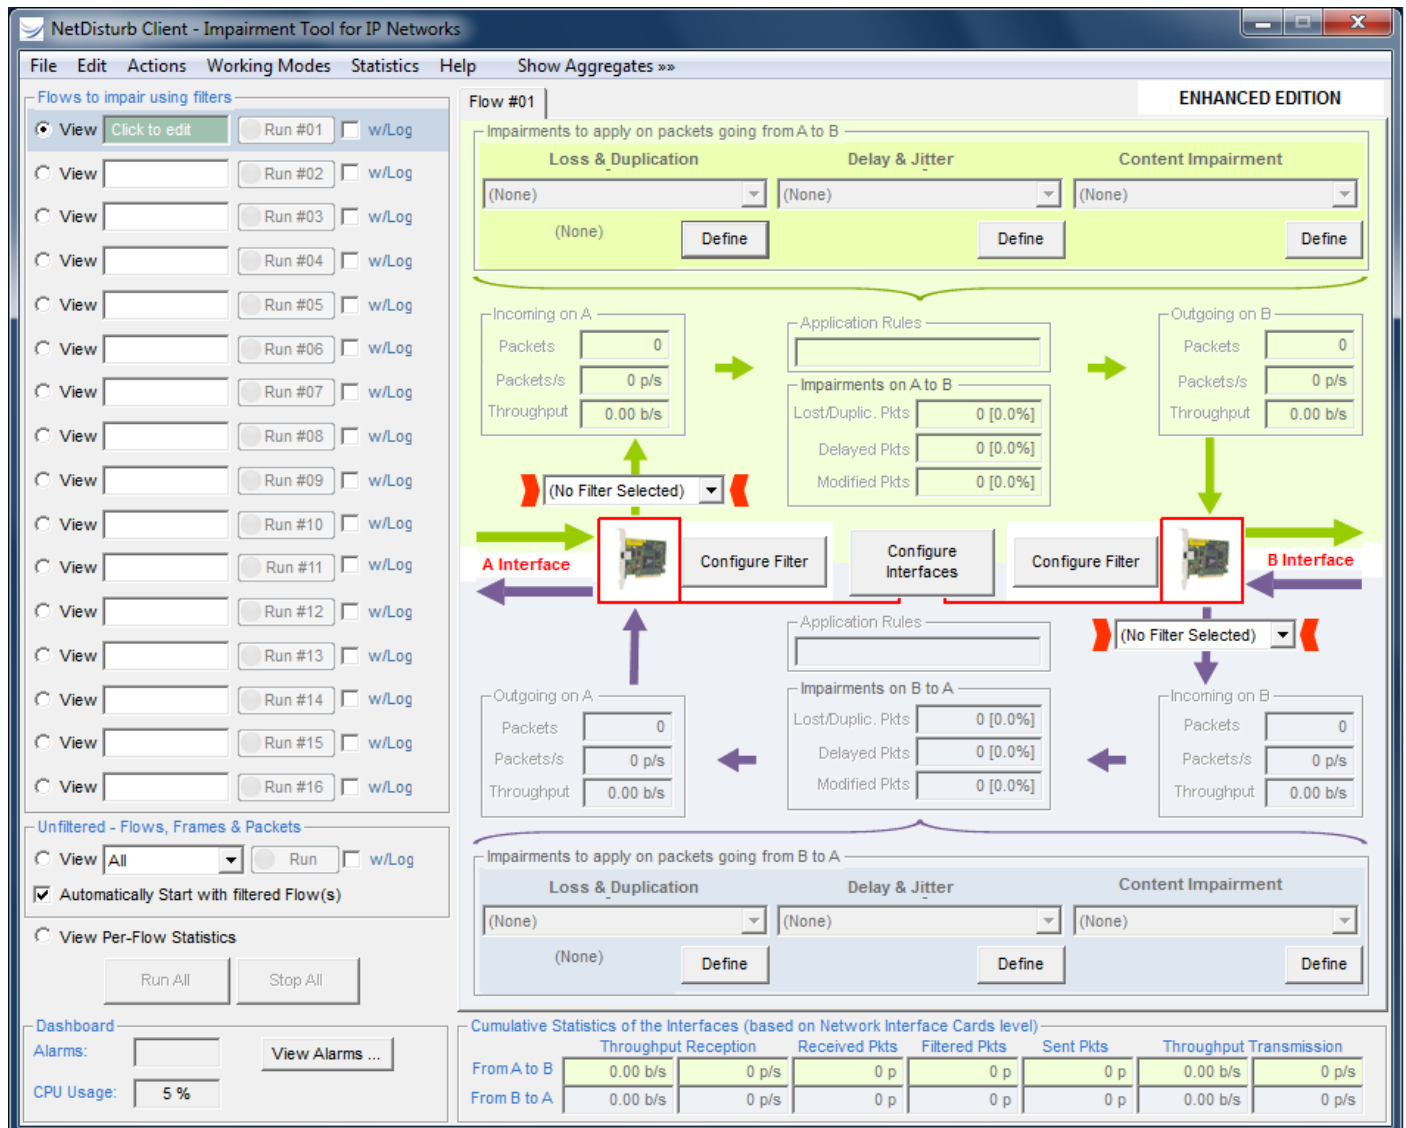 NetDisturb Client - Impairment Tool for IP Networks
File Edit Actions Working Modes Statistics Help Show Aggregates »»
Flows to impair using filters
View Click to edit Run #01 w/Log
View Run #02 w/Log
View Run #03 w/Log
View Run #04 w/Log
View Run #05 w/Log
View Run #06 w/Log
View Run #07 w/Log
View Run #08 w/Log
View Run #09 w/Log
View Run #10 w/Log
View Run #11 w/Log
View Run #12 w/Log
View Run #13 w/Log
View Run #14 w/Log
View Run #15 w/Log
View Run #16 w/Log
Unfiltered - Flows, Frames & Packets
View All Run w/Log
Automatically Start with filtered Flow(s)
View Per-Flow Statistics
Run All Stop All
Dashboard
Alarms: View Alarms ...
CPU Usage: 5 %
Flow #01 ENHANCED EDITION
Impairments to apply on packets going from A to B
Loss & Duplication Delay & Jitter Content Impairment
(None) (None) (None)
(None) Define Define Define
Incoming on A
Packets 0
Packets/s 0 p/s
Throughput 0.00 b/s
Application Rules
Impairments on A to B
Lost/Duplic. Pkts 0 [0.0%]
Delayed Pkts 0 [0.0%]
Modified Pkts 0 [0.0%]
Outgoing on B
Packets 0
Packets/s 0 p/s
Throughput 0.00 b/s
(No Filter Selected)
A Interface Configure Filter Configure Interfaces Configure Filter B Interface
(No Filter Selected)
Outgoing on A
Packets 0
Packets/s 0 p/s
Throughput 0.00 b/s
Application Rules
Impairments on B to A
Lost/Duplic. Pkts 0 [0.0%]
Delayed Pkts 0 [0.0%]
Modified Pkts 0 [0.0%]
Incoming on B
Packets 0
Packets/s 0 p/s
Throughput 0.00 b/s
Impairments to apply on packets going from B to A
Loss & Duplication Delay & Jitter Content Impairment
(None) (None) (None)
(None) Define Define Define
Cumulative Statistics of the Interfaces (based on Network Interface Cards level)
Throughput Reception Received Pkts Filtered Pkts Sent Pkts Throughput Transmission
From A to B 0.00 b/s 0 p/s 0 p 0 p 0 p 0.00 b/s 0 p/s
From B to A 0.00 b/s 0 p/s 0 p 0 p 0 p 0.00 b/s 0 p/s